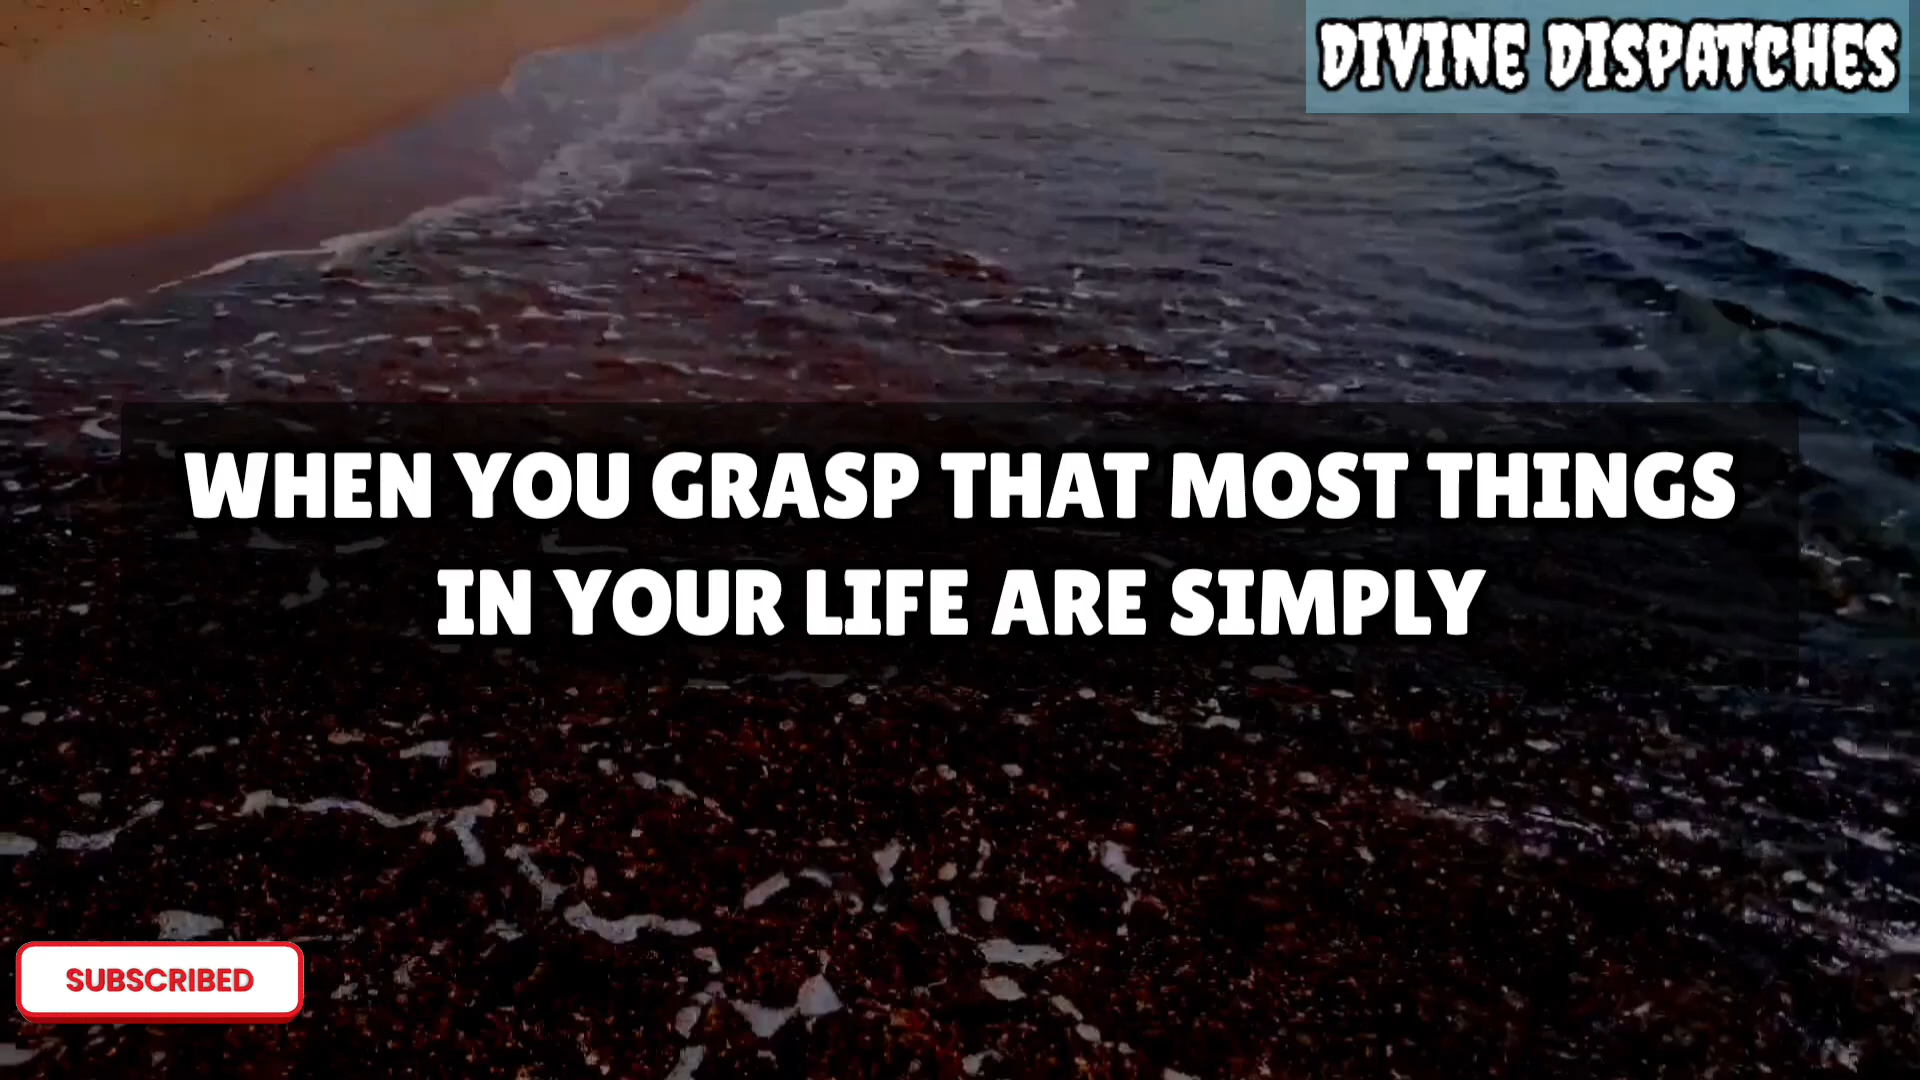 DIVINE DISPATCHES
WHEN YOU GRASP THAT MOST THINGS
IN YOUR LIFE ARE SIMPLY
SUBSCRIBED